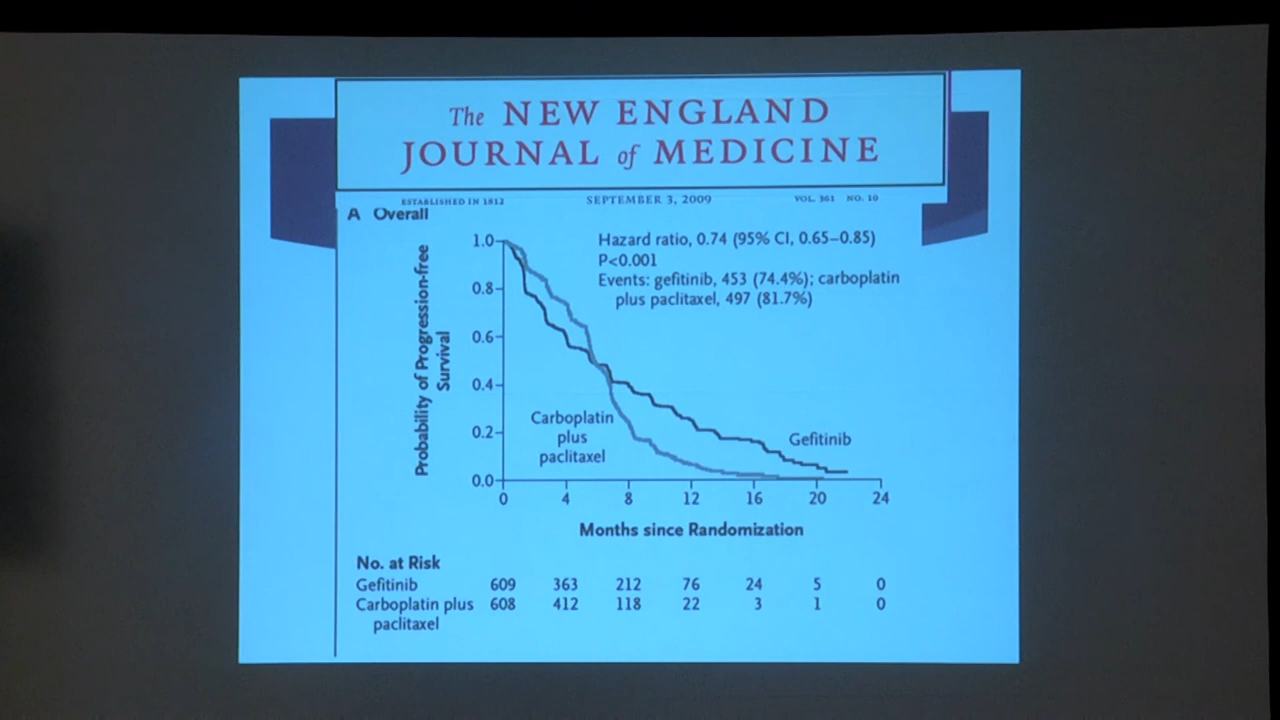 The NEW ENGLAND
JOURNAL of MEDICINE
ESTABLISHED IN 1812 SEPTEMBER 3, 2009 VOL. 361 NO. 10
A Overall
Probability of Progression-free
Survival
1.0
0.8
0.6
0.4
0.2
0.0
Hazard ratio, 0.74 (95% CI, 0.65–0.85)
P<0.001
Events: gefitinib, 453 (74.4%); carboplatin
plus paclitaxel, 497 (81.7%)
Carboplatin
plus
paclitaxel
Gefitinib
0 4 8 12 16 20 24
Months since Randomization
No. at Risk
Gefitinib 609 363 212 76 24 5 0
Carboplatin plus 608 412 118 22 3 1 0
paclitaxel